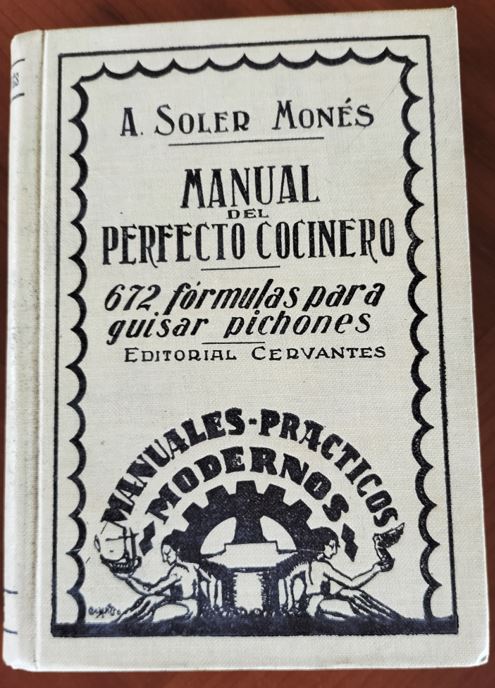 A. SOLER MONÉS
MANUAL
DEL
PERFECTO COCINERO
672 fórmulas para
guisar pichones
EDITORIAL CERVANTES
MANUALES-PRACTICOS
-MODERNOS-